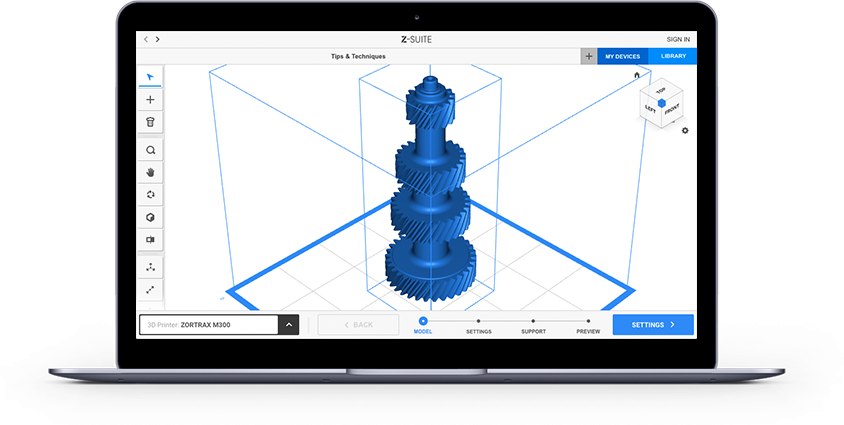 Z-SUITE
SIGN IN
Tips & Techniques
MY DEVICES
LIBRARY
TOP
LEFT
FRONT
3D Printer: ZORTRAX M300
BACK
MODEL
SETTINGS
SUPPORT
PREVIEW
SETTINGS